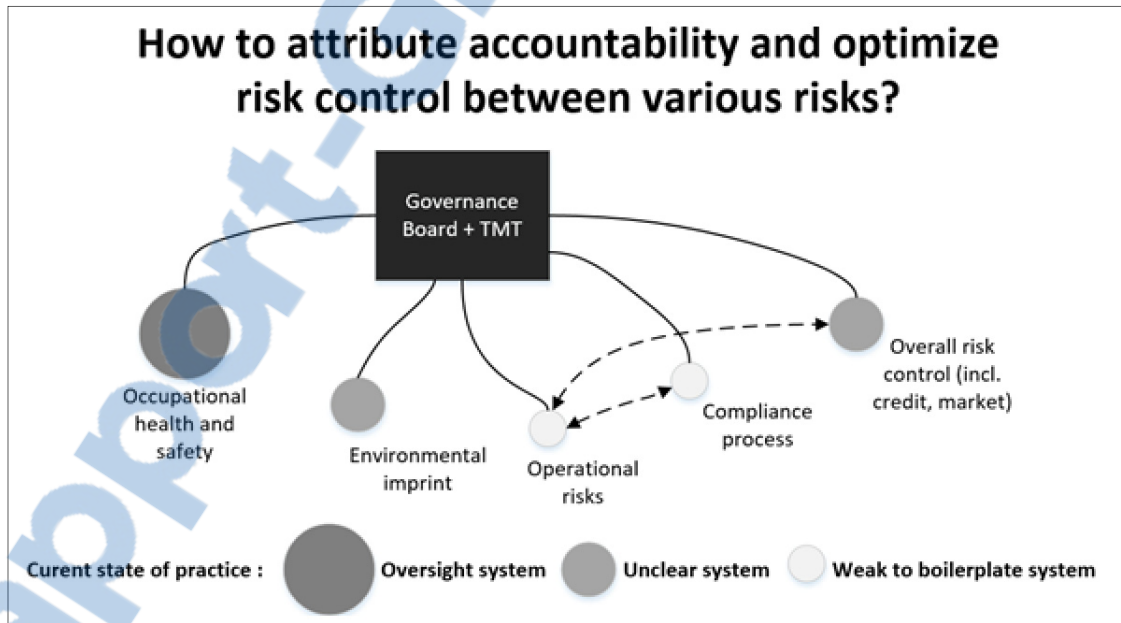 How to attribute accountability and optimize
risk control between various risks?
Governance
Board + TMT
Occupational
health and
safety
Environmental
imprint
Operational
risks
Compliance
process
Overall risk
control (incl.
credit, market)
Curent state of practice :
Oversight system
Unclear system
Weak to boilerplate system